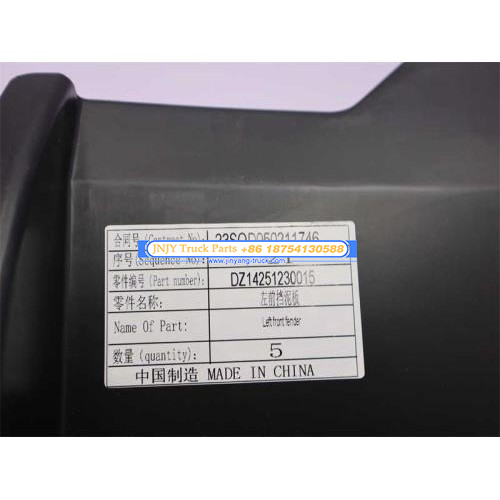 合同号(Contract No): 23SQD050211746
JNJY Truck Parts +86 18754130588
序号(Sequence No):
www.jinyang-truck.com
零件编号(Part number): DZ14251230015
零件名称: 左前挡泥板
Name Of Part: Left front fender
数量(quantity): 5
中国制造 MADE IN CHINA